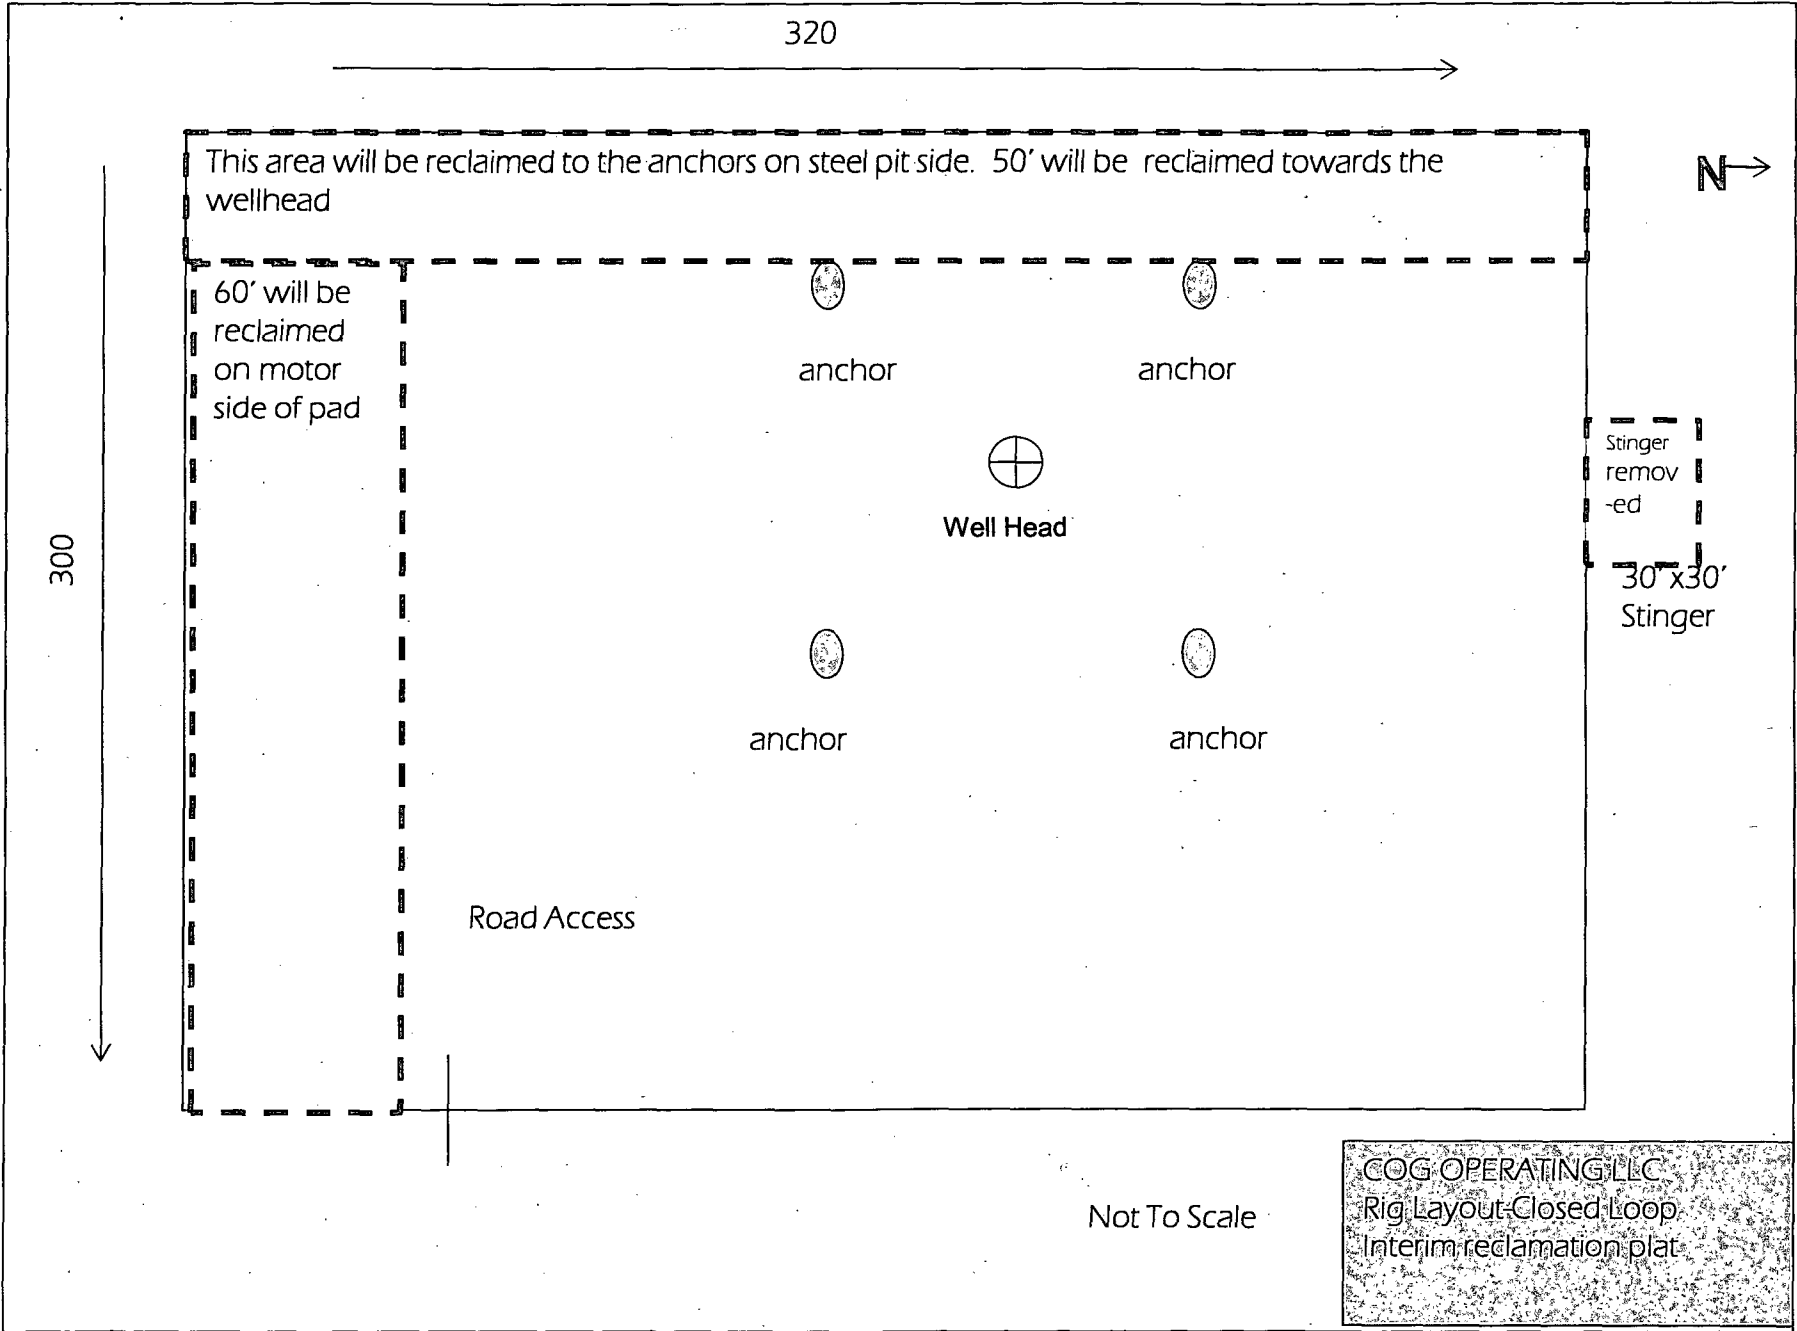 320
This area will be reclaimed to the anchors on steel pit side. 50' will be reclaimed towards the
wellhead
N
60' will be
reclaimed
on motor
side of pad
anchor
anchor
Stinger
remov
-ed
Well Head
300
30' x30'
Stinger
anchor
anchor
Road Access
Not To Scale
COG OPERATING LLC
Rig Layout-Closed Loop
Interim reclamation plat